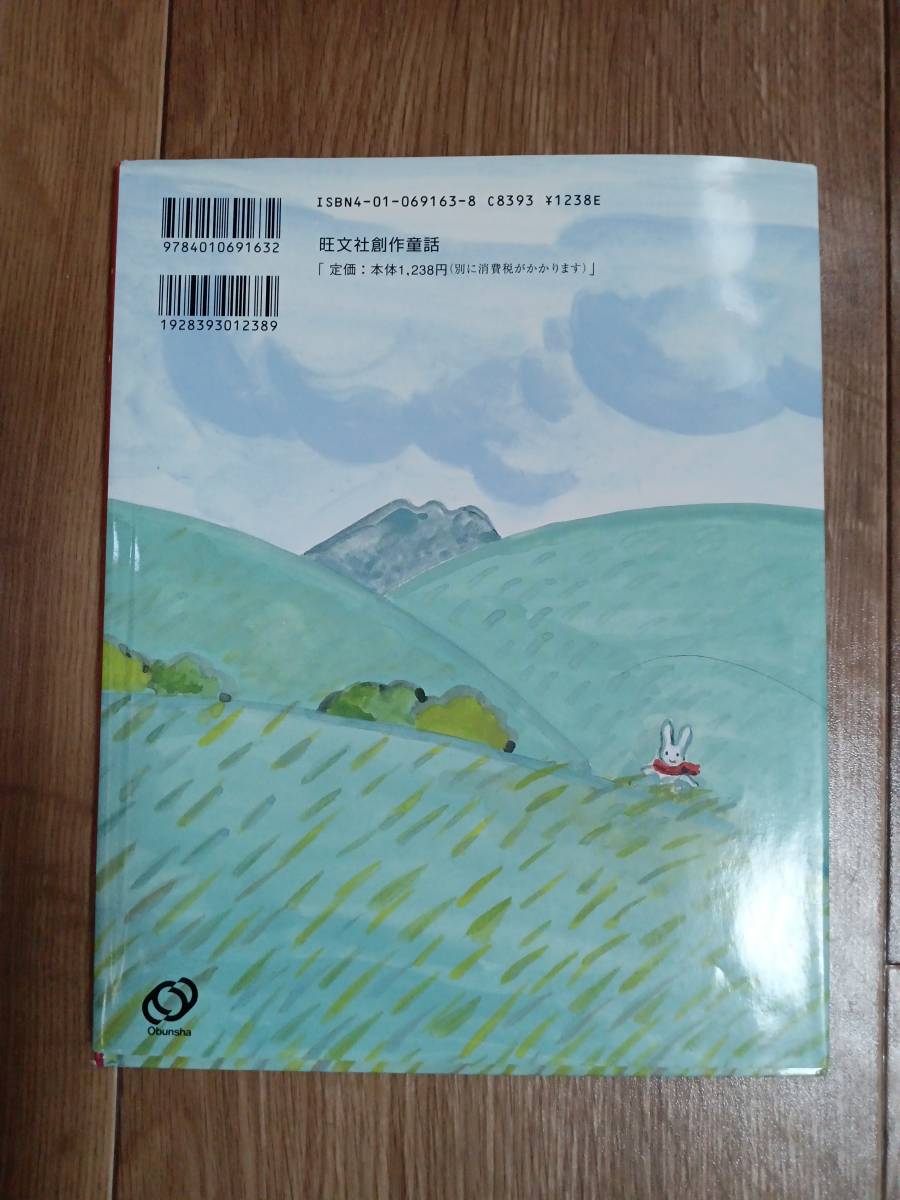 ISBN4-01-069163-8 C8393 ¥1238E
9784010691632
旺文社創作童話
「 定価：本体1,238円（別に消費税がかかります）」
1928393012389
Obunsha